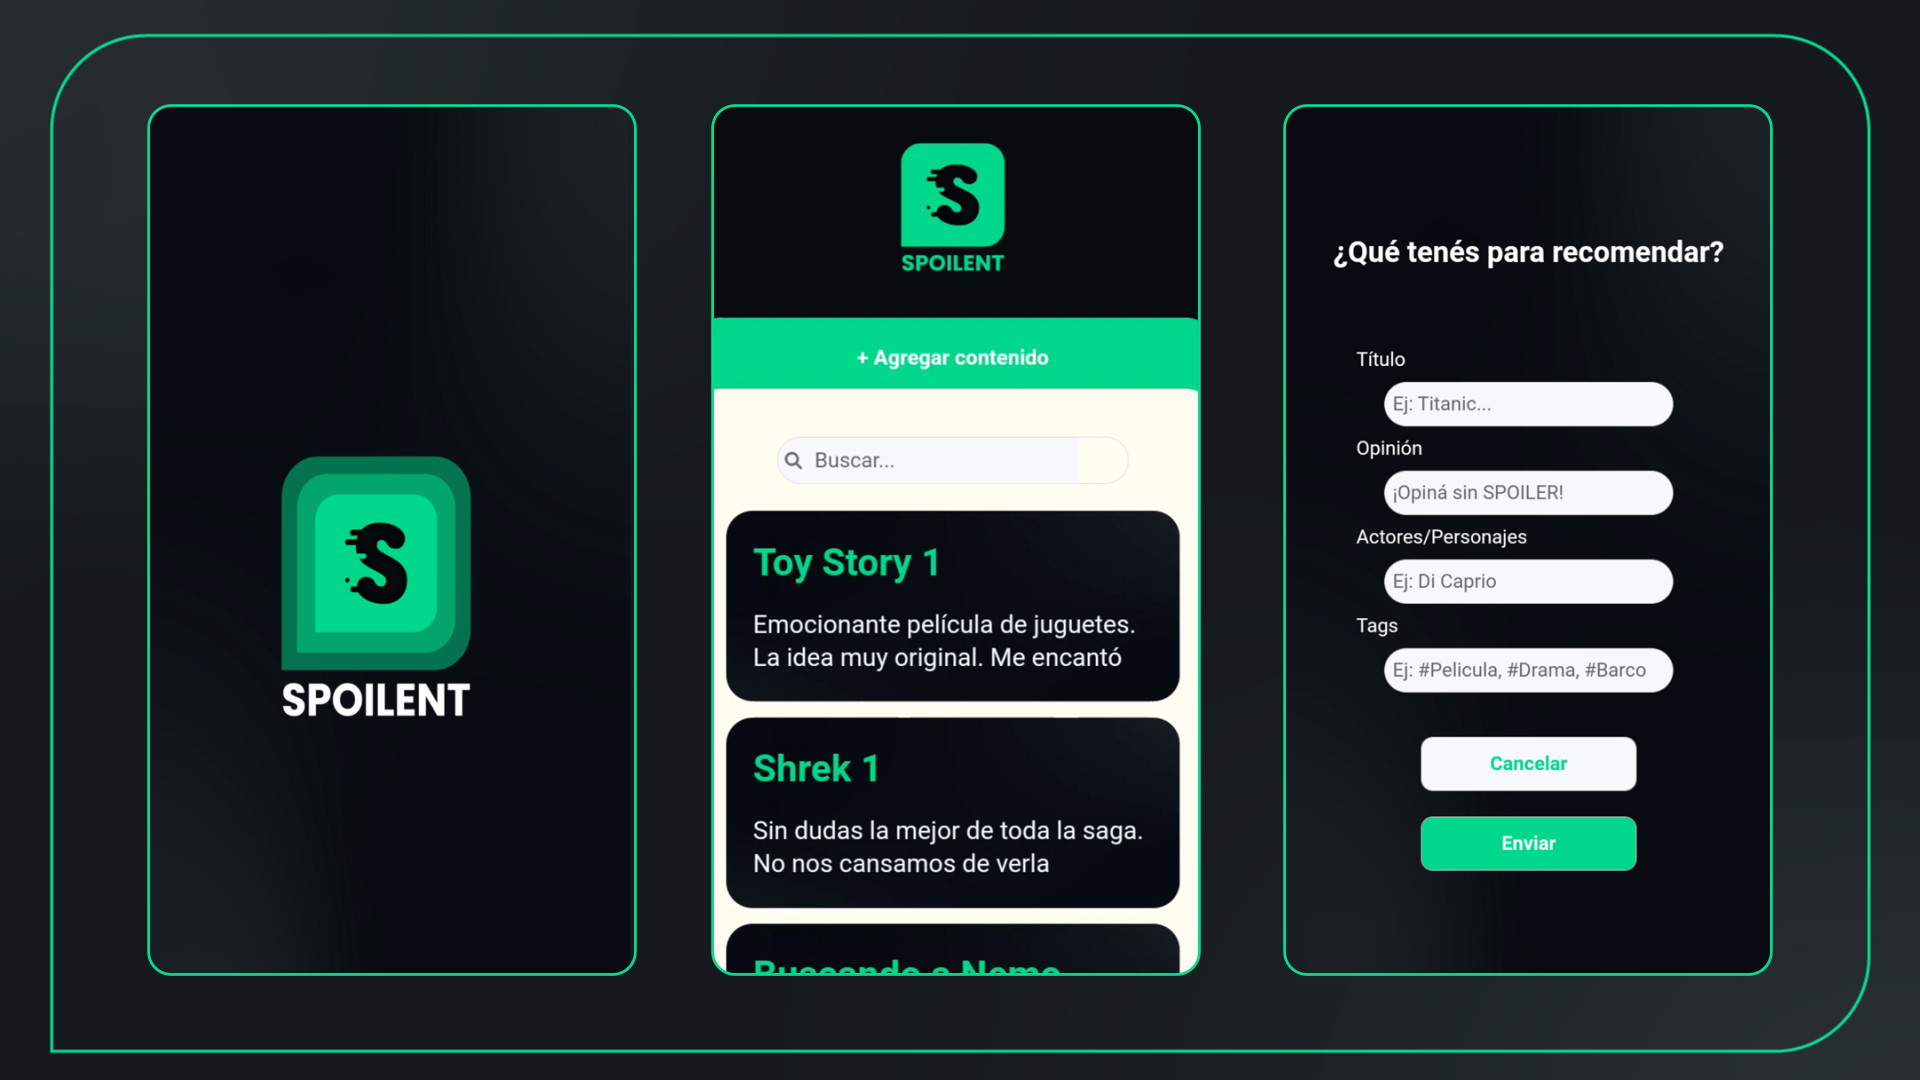 SPOILENT
SPOILENT
+ Agregar contenido
Buscar...
Toy Story 1
Emocionante película de juguetes.
La idea muy original. Me encantó
Shrek 1
Sin dudas la mejor de toda la saga.
No nos cansamos de verla
Buscando a Nemo
¿Qué tenés para recomendar?
Título
Ej: Titanic...
Opinión
¡Opiná sin SPOILER!
Actores/Personajes
Ej: Di Caprio
Tags
Ej: #Pelicula, #Drama, #Barco
Cancelar
Enviar